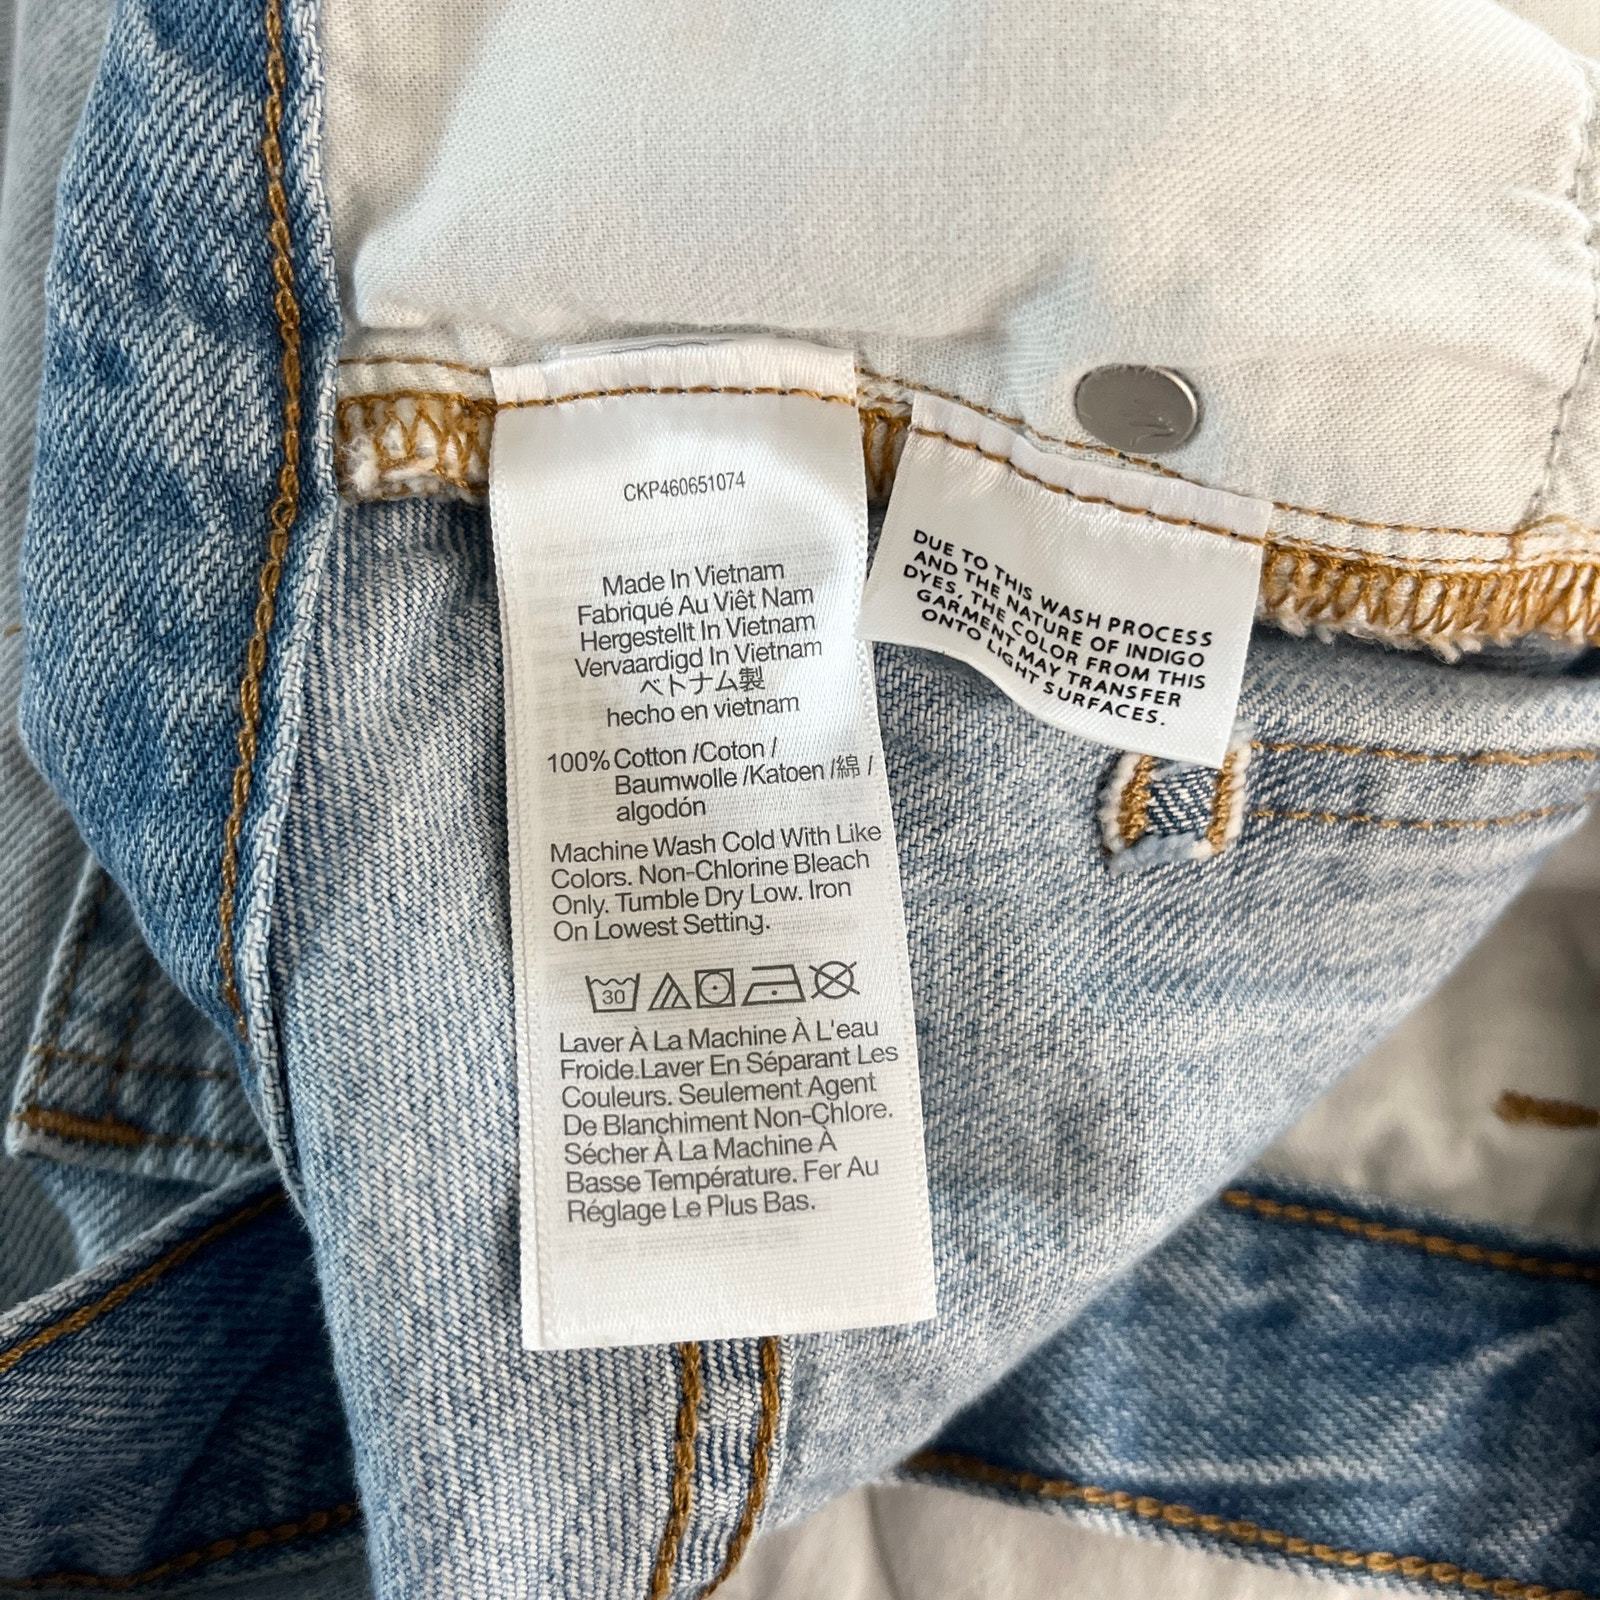 CKP460651074
Made In Vietnam
Fabriqué Au Viêt Nam
Hergestellt In Vietnam
Vervaardigd In Vietnam
ベトナム製
hecho en vietnam
100% Cotton /Coton /
Baumwolle /Katoen /綿 /
algodón
Machine Wash Cold With Like
Colors. Non-Chlorine Bleach
Only. Tumble Dry Low. Iron
On Lowest Setting.
30
Laver À La Machine À L'eau
Froide.Laver En Séparant Les
Couleurs. Seulement Agent
De Blanchiment Non-Chlore.
Sécher À La Machine À
Basse Température. Fer Au
Réglage Le Plus Bas.
DUE TO THIS WASH PROCESS
AND THE NATURE OF INDIGO
DYES, THE COLOR FROM THIS
GARMENT MAY TRANSFER
ONTO LIGHT SURFACES.